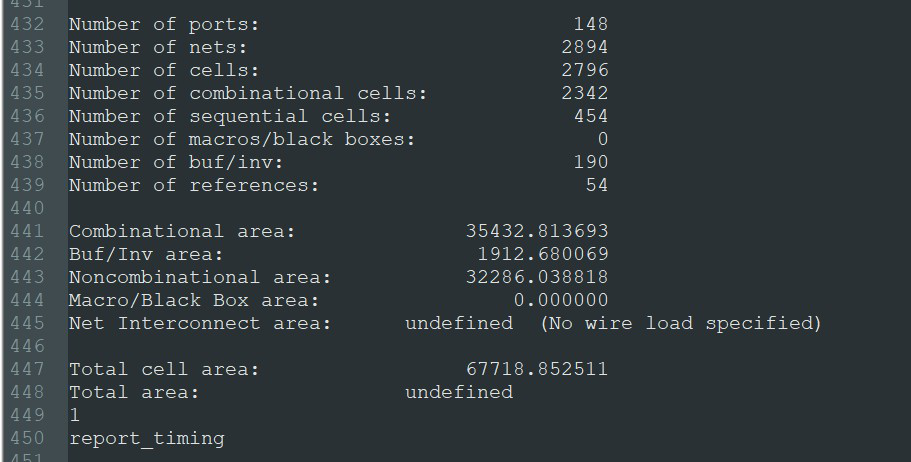 431
432 Number of ports: 148
433 Number of nets: 2894
434 Number of cells: 2796
435 Number of combinational cells: 2342
436 Number of sequential cells: 454
437 Number of macros/black boxes: 0
438 Number of buf/inv: 190
439 Number of references: 54
440
441 Combinational area: 35432.813693
442 Buf/Inv area: 1912.680069
443 Noncombinational area: 32286.038818
444 Macro/Black Box area: 0.000000
445 Net Interconnect area: undefined (No wire load specified)
446
447 Total cell area: 67718.852511
448 Total area: undefined
449 1
450 report_timing
451